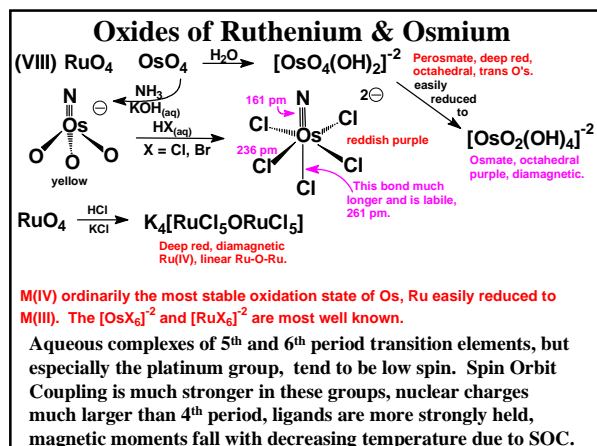 Oxides of Ruthenium & Osmium
(VIII) RuO4 OsO4 H2O [OsO4(OH)2]-2 Perosmate, deep red,
octahedral, trans O's.
easily
reduced
to
NH3
KOH(aq)
N ⊖
Os
O O O
yellow
HX(aq)
X = Cl, Br
161 pm N 2⊖
Cl Cl
Os reddish purple
236 pm
Cl Cl
Cl
[OsO2(OH)4]-2
Osmate, octahedral
purple, diamagnetic.
This bond much
longer and is labile,
261 pm.
RuO4 HCl K4[RuCl5ORuCl5]
KCl
Deep red, diamagnetic
Ru(IV), linear Ru-O-Ru.
M(IV) ordinarily the most stable oxidation state of Os, Ru easily reduced to
M(III). The [OsX6]-2 and [RuX6]-2 are most well known.
Aqueous complexes of 5th and 6th period transition elements, but
especially the platinum group, tend to be low spin. Spin Orbit
Coupling is much stronger in these groups, nuclear charges
much larger than 4th period, ligands are more strongly held,
magnetic moments fall with decreasing temperature due to SOC.